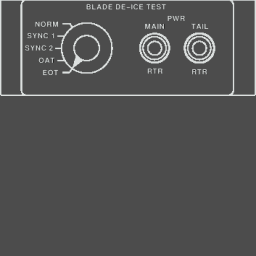 BLADE DE-ICE TEST
PWR
NORM
MAIN TAIL
SYNC 1
SYNC 2
OAT
EOT
RTR RTR